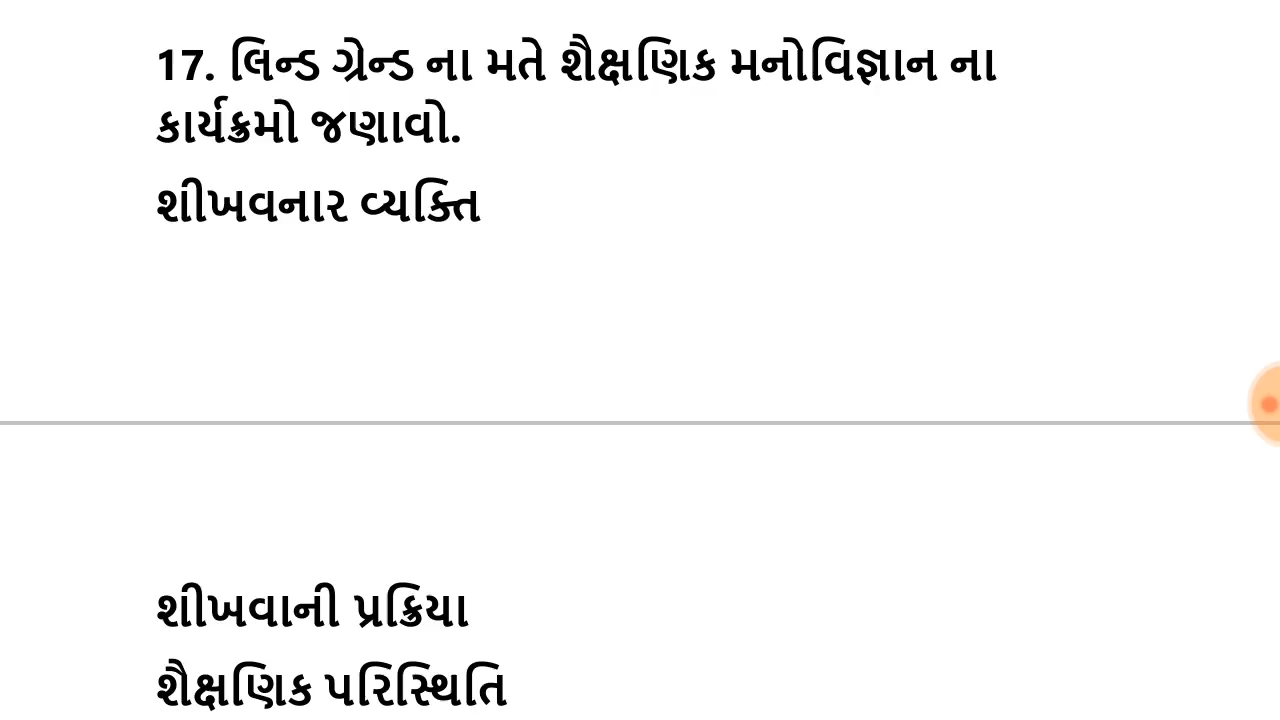 17. લિન્ડ ગ્રેન્ડ ના મતે શૈક્ષણિક મનોવિજ્ઞાન ના
કાર્યક્રમો જણાવો.
શીખવનાર વ્યક્તિ
શીખવાની પ્રક્રિયા
શૈક્ષણિક પરિસ્થિતિ